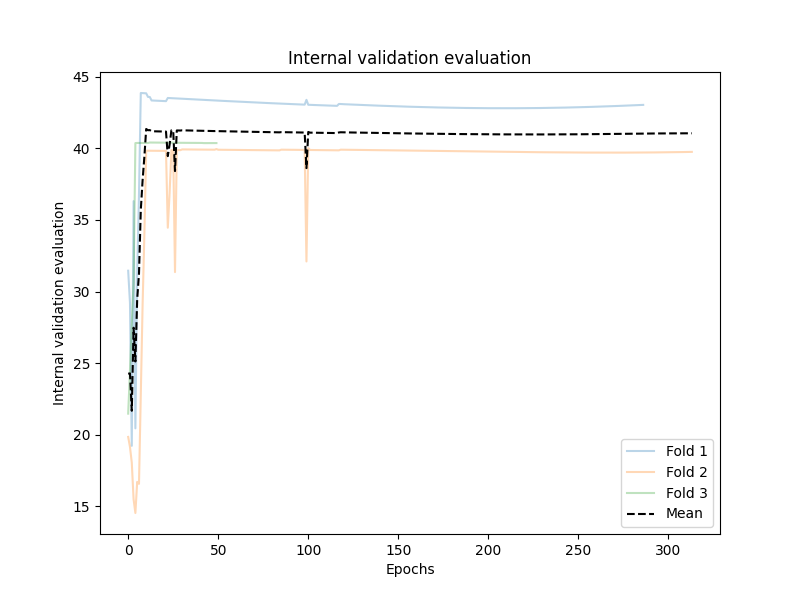 Internal validation evaluation
Internal validation evaluation
45
40
35
30
25
20
15
0
50
100
150
200
250
300
Epochs
Fold 1
Fold 2
Fold 3
Mean